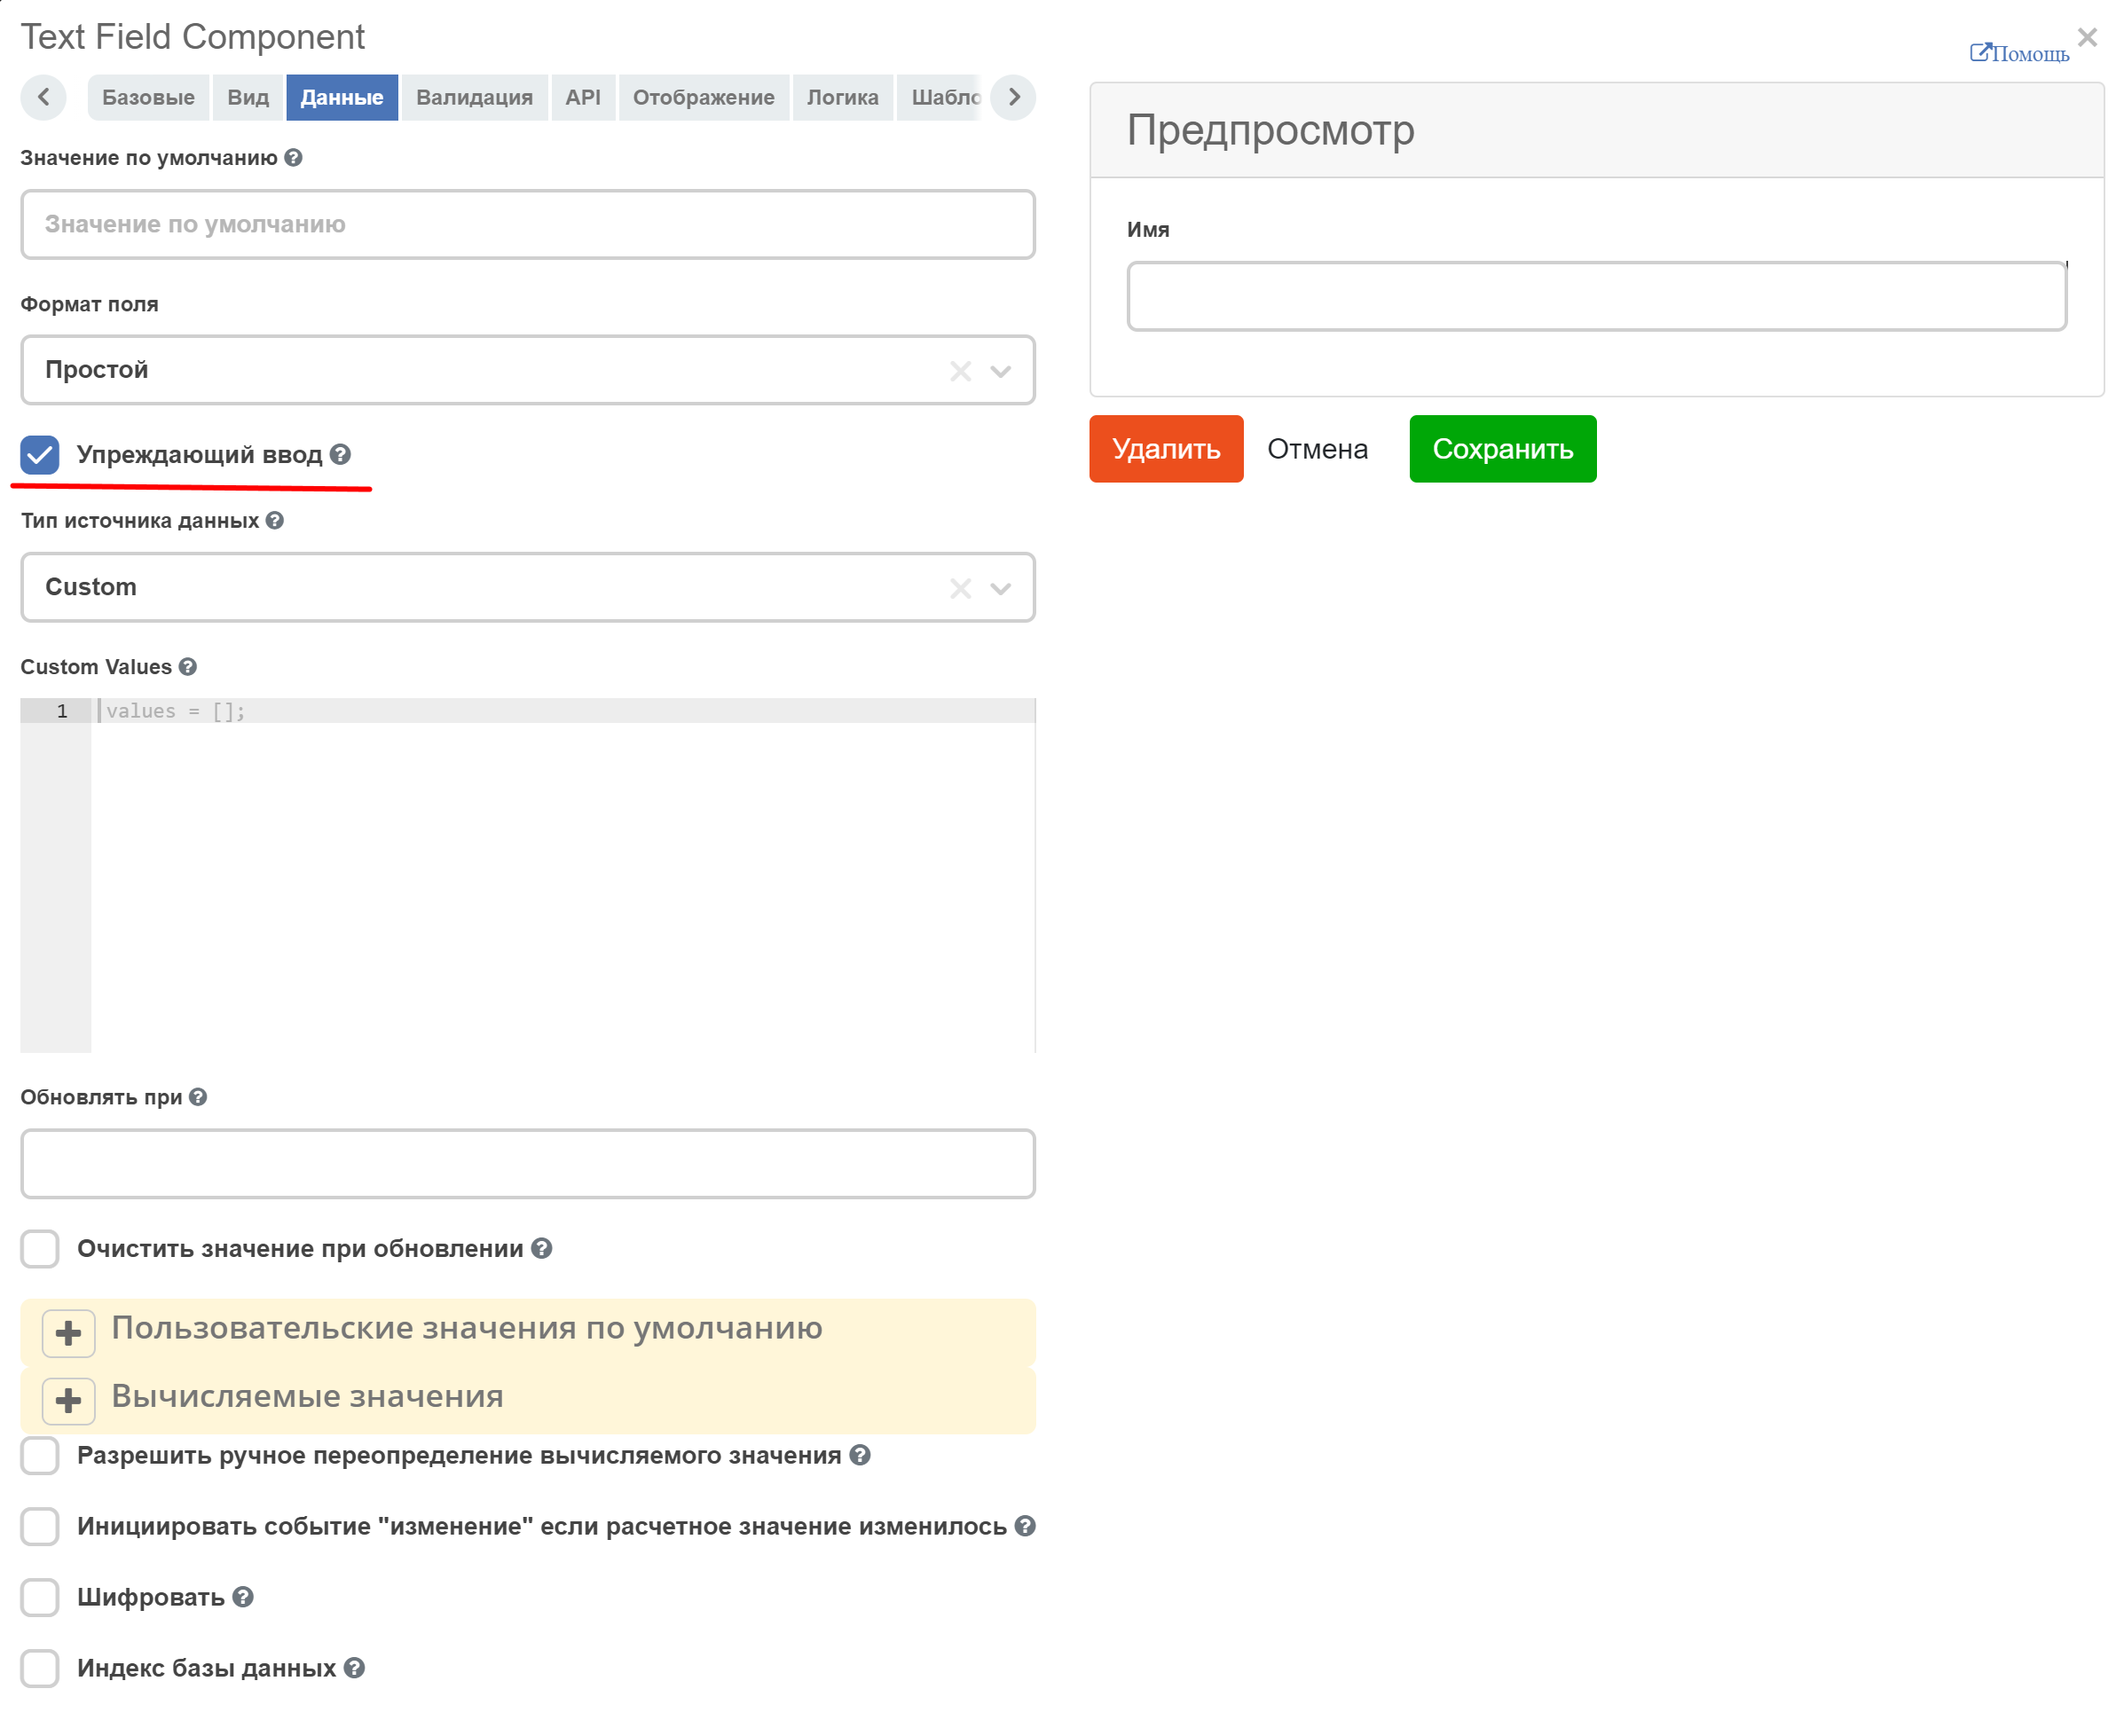 Text Field Component
Помощь
Базовые Вид Данные Валидация API Отображение Логика Шабло
Значение по умолчанию
Значение по умолчанию
Формат поля
Простой
Упреждающий ввод
Тип источника данных
Custom
Custom Values
1 values = [];
Обновлять при
Очистить значение при обновлении
Пользовательские значения по умолчанию
Вычисляемые значения
Разрешить ручное переопределение вычисляемого значения
Инициировать событие "изменение" если расчетное значение изменилось
Шифровать
Индекс базы данных
Предпросмотр
Имя
Удалить Отмена Сохранить